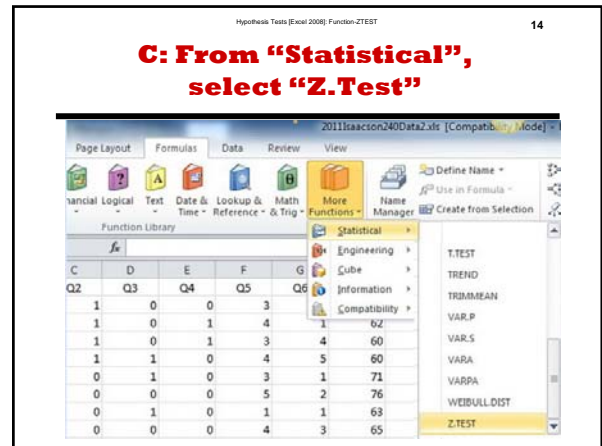 Hypothesis Tests [Excel 2008]: Function-ZTEST 14
C: From “Statistical”,
select “Z.Test”
2011Isaacson240Data2.xls [Compatibility Mode] -
Page Layout Formulas Data Review View
nancial Logical Text Date & Time Lookup & Reference Math & Trig More Functions Name Manager
Define Name
Use in Formula
Create from Selection
Function Library
fx
Statistical
Engineering
Cube
Information
Compatibility
T.TEST
TREND
TRIMMEAN
VAR.P
VAR.S
VARA
VARPA
WEIBULL.DIST
Z.TEST
C D E F G
Q2 Q3 Q4 Q5 Q6
1 0 0 3
1 0 1 4 1 62
1 0 1 3 4 60
1 1 0 4 5 60
0 1 0 3 1 71
0 0 0 5 2 76
0 1 0 1 1 63
0 0 0 4 3 65